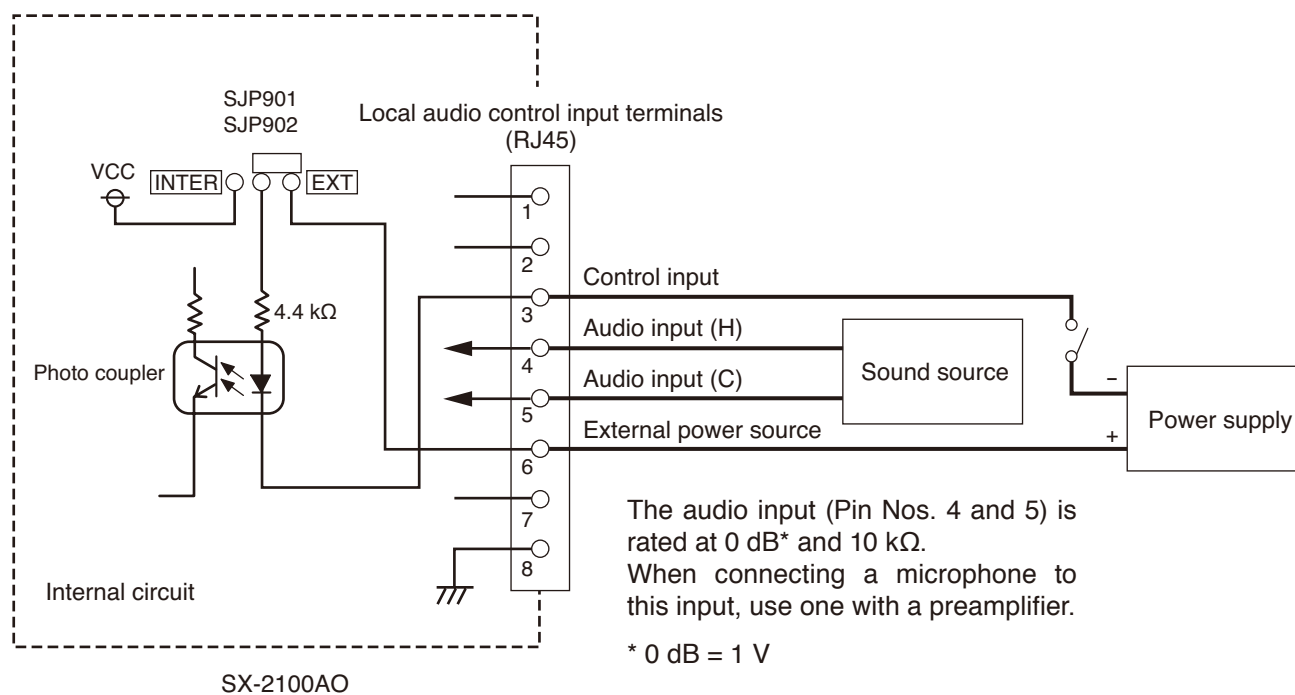 SJP901
SJP902
Local audio control input terminals
(RJ45)
VCC
INTER
EXT
1
2
Control input
3
4.4 kΩ
Audio input (H)
4
Photo coupler
Audio input (C)
Sound source
5
–
Power supply
External power source
+
6
7
The audio input (Pin Nos. 4 and 5) is
rated at 0 dB* and 10 kΩ.
When connecting a microphone to
this input, use one with a preamplifier.
8
Internal circuit
* 0 dB = 1 V
SX-2100AO